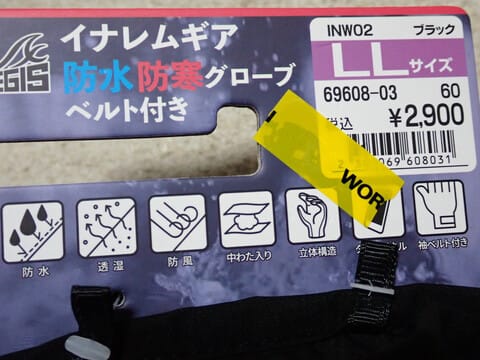 EGIS
イナレムギア
防水防寒グローブ
ベルト付き
INW02 ブラック
LLサイズ
69608-03 60
税込 ¥2,900
069 608031
WOR
防水
透湿
防風
中わた入り
立体構造
袖ベルト付き